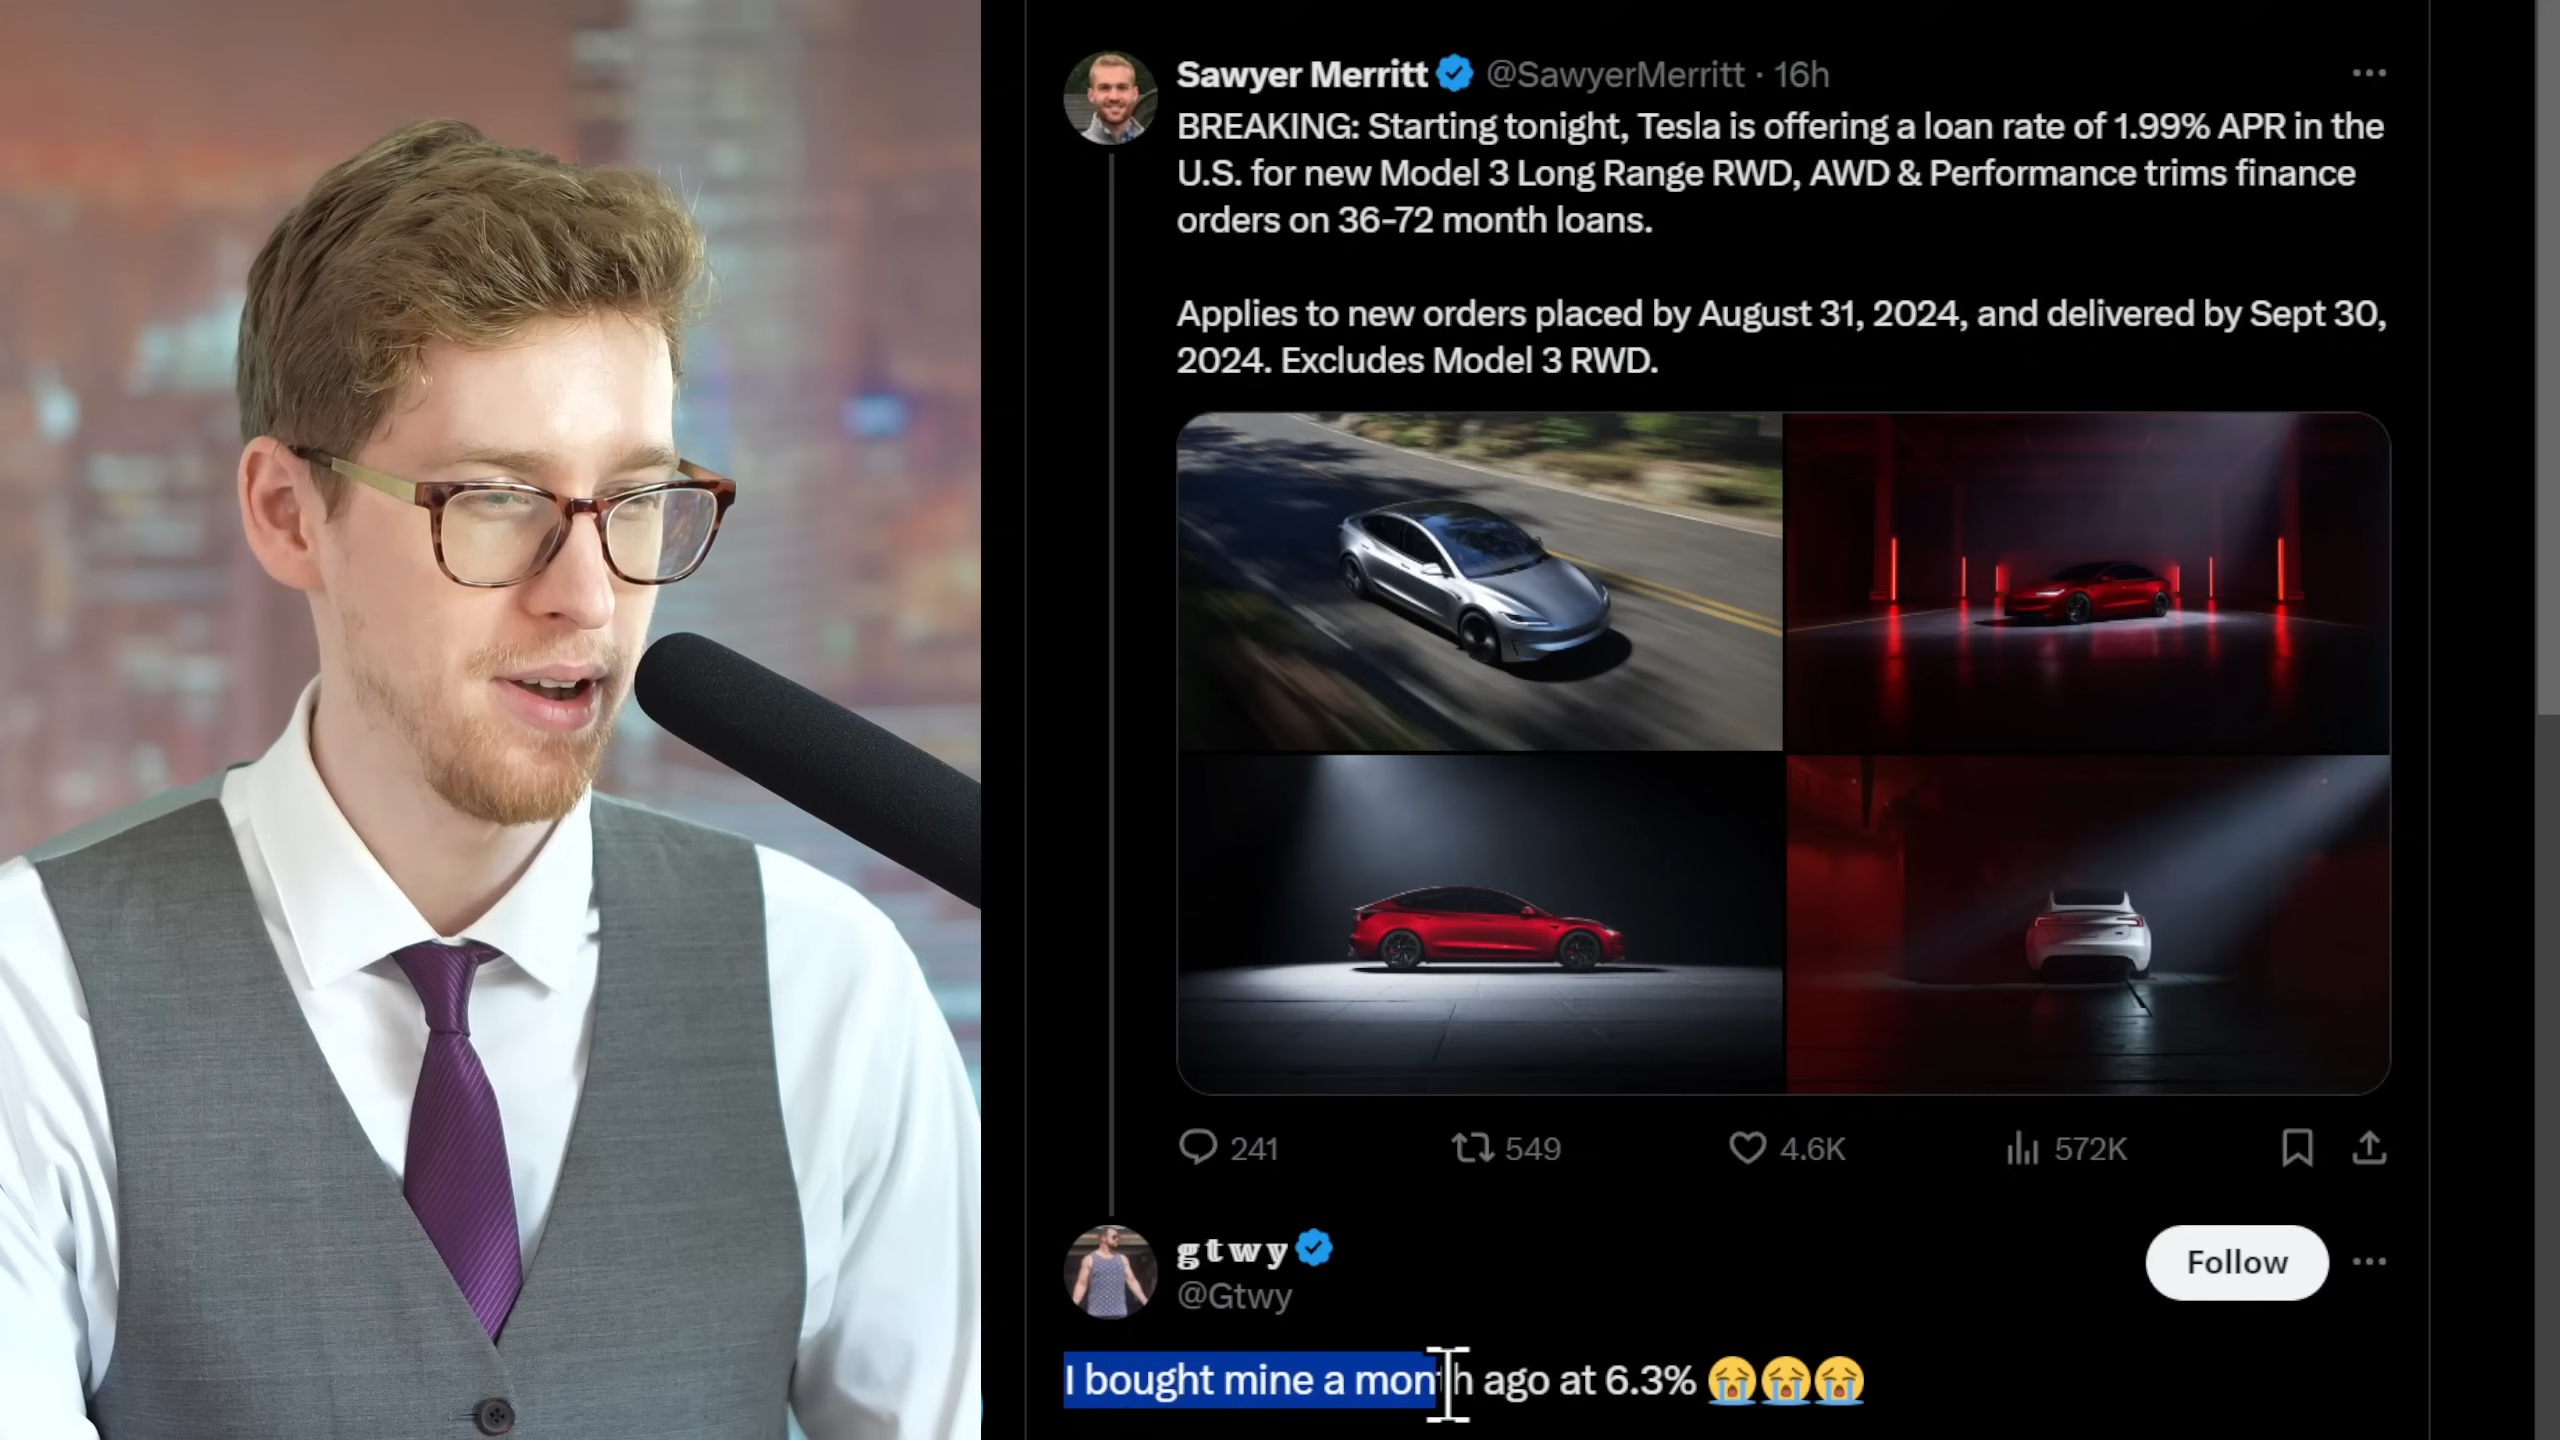 Sawyer Merritt @SawyerMerritt · 16h
BREAKING: Starting tonight, Tesla is offering a loan rate of 1.99% APR in the
U.S. for new Model 3 Long Range RWD, AWD & Performance trims finance
orders on 36-72 month loans.
Applies to new orders placed by August 31, 2024, and delivered by Sept 30,
2024. Excludes Model 3 RWD.
241 549 4.6K 572K
gtwy
@Gtwy
Follow
I bought mine a month ago at 6.3% 😭😭😭